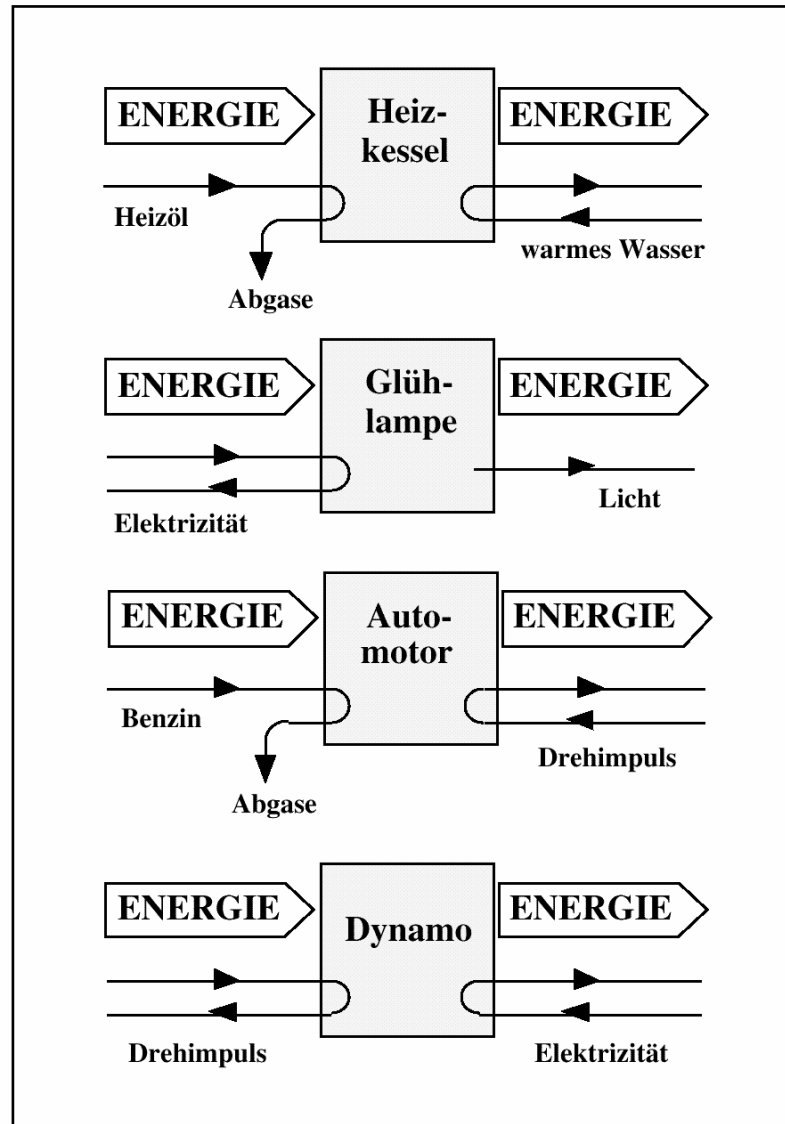 ENERGIE
Heiz-
kessel
ENERGIE
Heizöl
warmes Wasser
Abgase
ENERGIE
Glüh-
lampe
ENERGIE
Elektrizität
Licht
ENERGIE
Auto-
motor
ENERGIE
Benzin
Drehimpuls
Abgase
ENERGIE
Dynamo
ENERGIE
Drehimpuls
Elektrizität